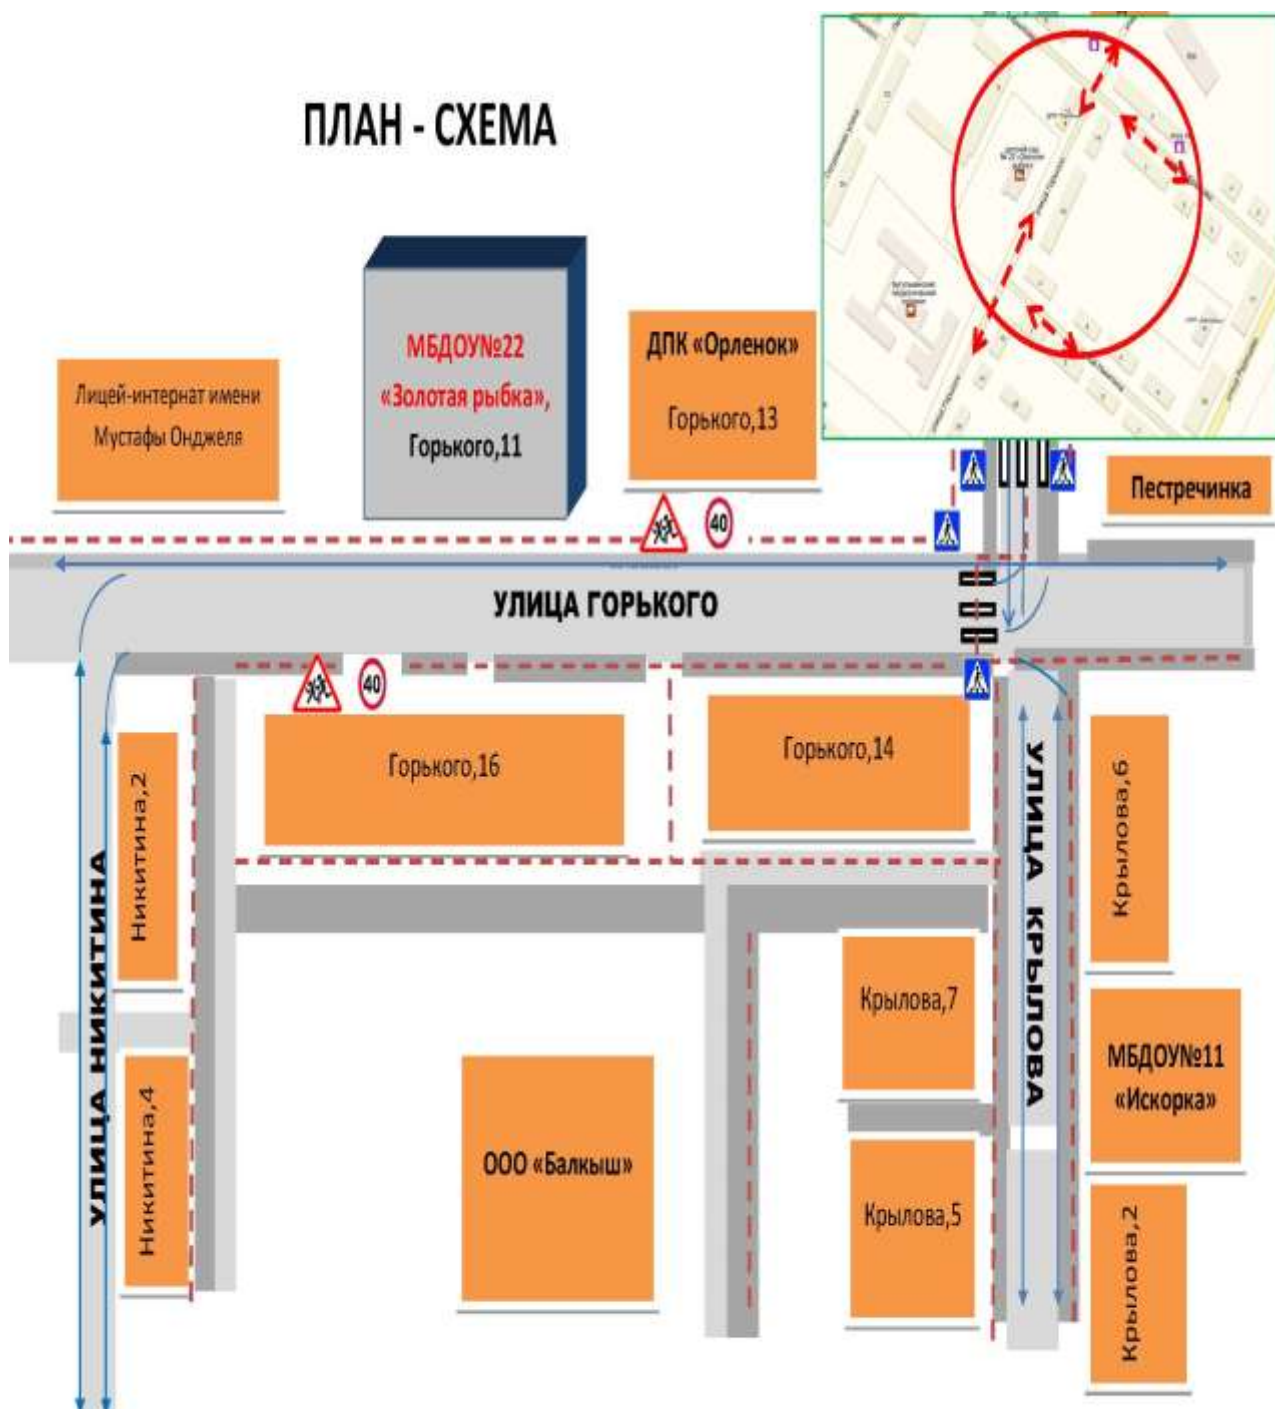 ПЛАН - СХЕМА
МБДОУ№22
«Золотая рыбка»,
Горького,11
ДПК «Орленок»
Горького,13
Лицей-интернат имени
Мустафы Онджеля
Пестречинка
40
УЛИЦА ГОРЬКОГО
40
Горького,16
Горького,14
УЛИЦА НИКИТИНА
Никитина,2
Никитина,4
УЛИЦА КРЫЛОВА
Крылова,6
Крылова,7
МБДОУ№11
«Искорка»
ООО «Балкыш»
Крылова,5
Крылова,2